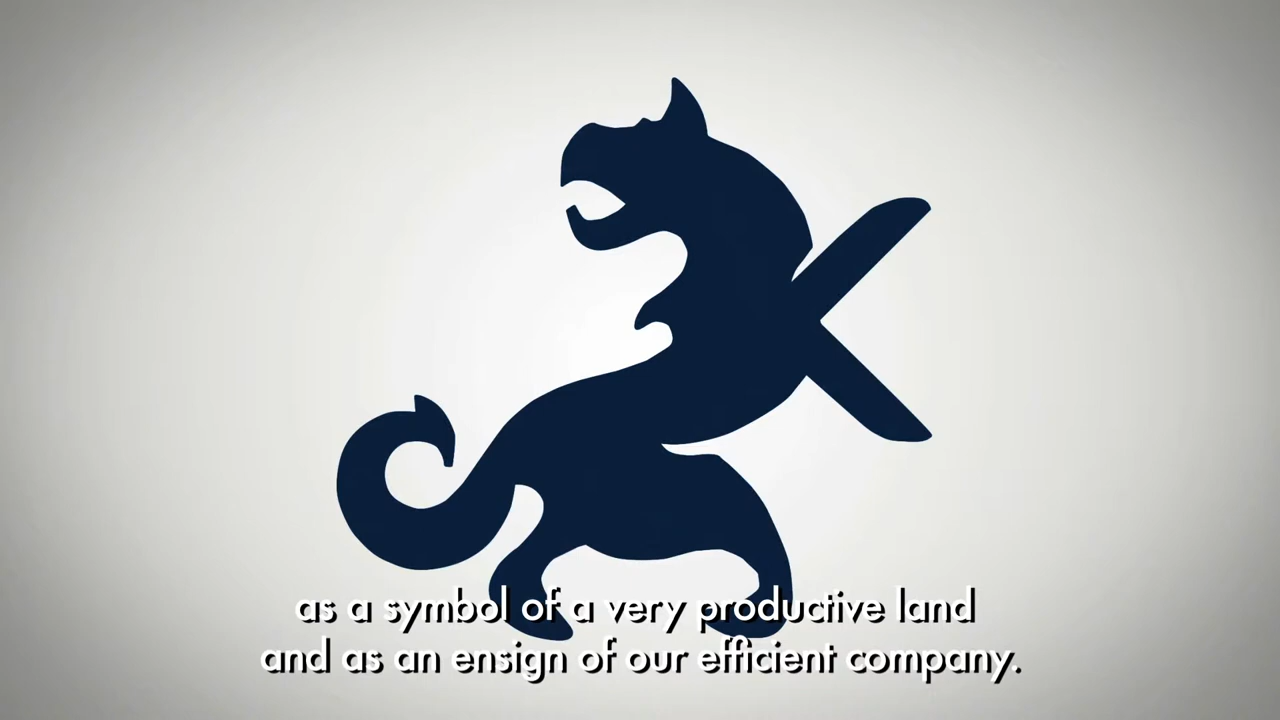 as a symbol of a very productive land
and as an ensign of our efficient company.